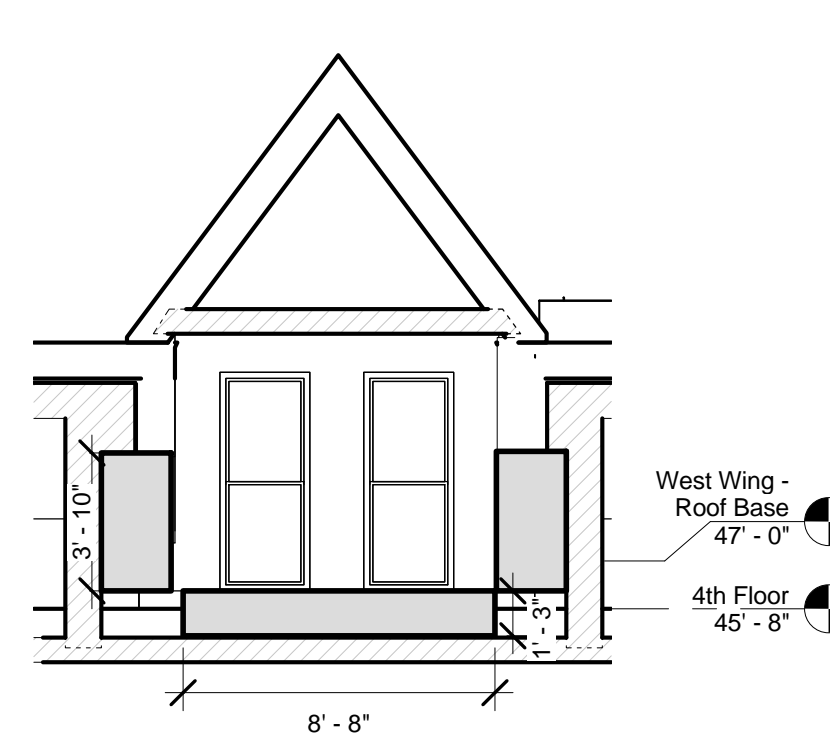 West Wing -
Roof Base
47' - 0"
3' - 10"
4th Floor
45' - 8"
1' - 3"
8' - 8"